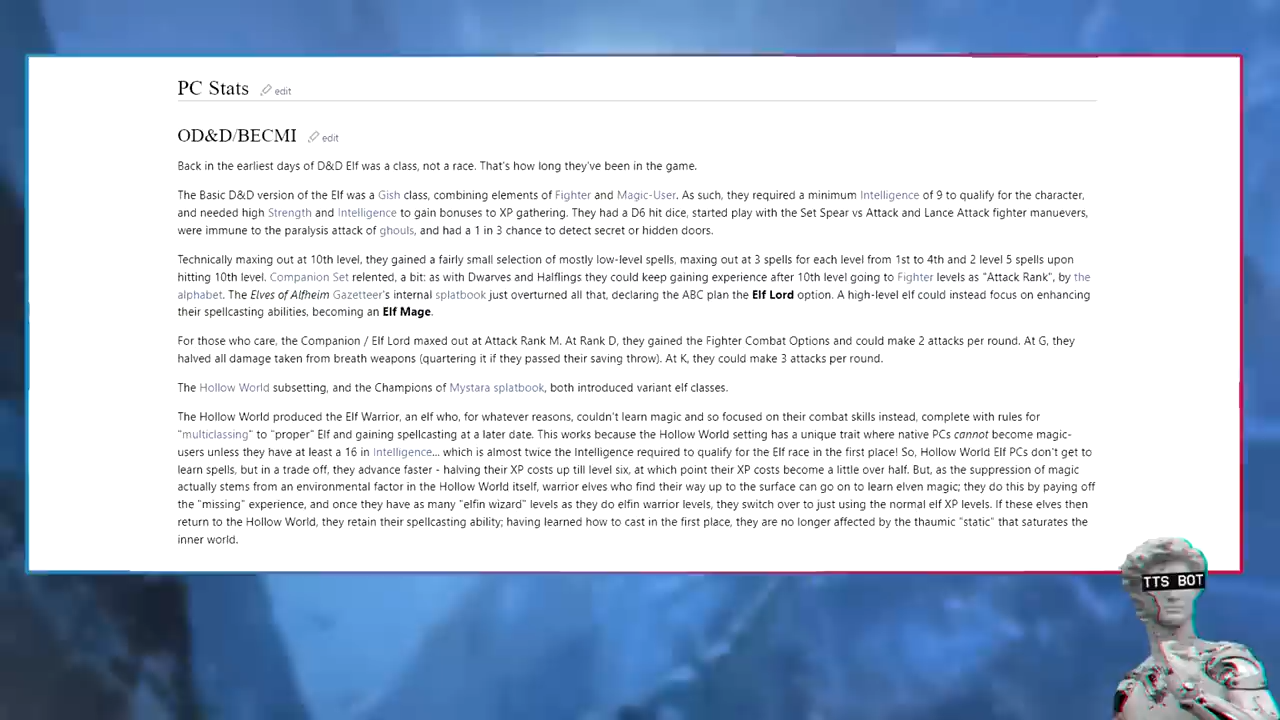 PC Stats edit
OD&D/BECMI edit
Back in the earliest days of D&D Elf was a class, not a race. That's how long they've been in the game.
The Basic D&D version of the Elf was a Gish class, combining elements of Fighter and Magic-User. As such, they required a minimum Intelligence of 9 to qualify for the character,
and needed high Strength and Intelligence to gain bonuses to XP gathering. They had a D6 hit dice, started play with the Set Spear vs Attack and Lance Attack fighter manuevers,
were immune to the paralysis attack of ghouls, and had a 1 in 3 chance to detect secret or hidden doors.
Technically maxing out at 10th level, they gained a fairly small selection of mostly low-level spells, maxing out at 3 spells for each level from 1st to 4th and 2 level 5 spells upon
hitting 10th level. Companion Set relented, a bit: as with Dwarves and Halflings they could keep gaining experience after 10th level going to Fighter levels as "Attack Rank", by the
alphabet. The Elves of Alfheim Gazetteer's internal splatbook just overturned all that, declaring the ABC plan the Elf Lord option. A high-level elf could instead focus on enhancing
their spellcasting abilities, becoming an Elf Mage.
For those who care, the Companion / Elf Lord maxed out at Attack Rank M. At Rank D, they gained the Fighter Combat Options and could make 2 attacks per round. At G, they
halved all damage taken from breath weapons (quartering it if they passed their saving throw). At K, they could make 3 attacks per round.
The Hollow World subsetting, and the Champions of Mystara splatbook, both introduced variant elf classes.
The Hollow World produced the Elf Warrior, an elf who, for whatever reasons, couldn't learn magic and so focused on their combat skills instead, complete with rules for
"multiclassing" to "proper" Elf and gaining spellcasting at a later date. This works because the Hollow World setting has a unique trait where native PCs cannot become magic-
users unless they have at least a 16 in Intelligence... which is almost twice the Intelligence required to qualify for the Elf race in the first place! So, Hollow World Elf PCs don't get to
learn spells, but in a trade off, they advance faster - halving their XP costs up till level six, at which point their XP costs become a little over half. But, as the suppression of magic
actually stems from an environmental factor in the Hollow World itself, warrior elves who find their way up to the surface can go on to learn elven magic; they do this by paying off
the "missing" experience, and once they have as many "elfin wizard" levels as they do elfin warrior levels, they switch over to just using the normal elf XP levels. If these elves then
return to the Hollow World, they retain their spellcasting ability; having learned how to cast in the first place, they are no longer affected by the thaumic "static" that saturates the
inner world.
TTS BOT